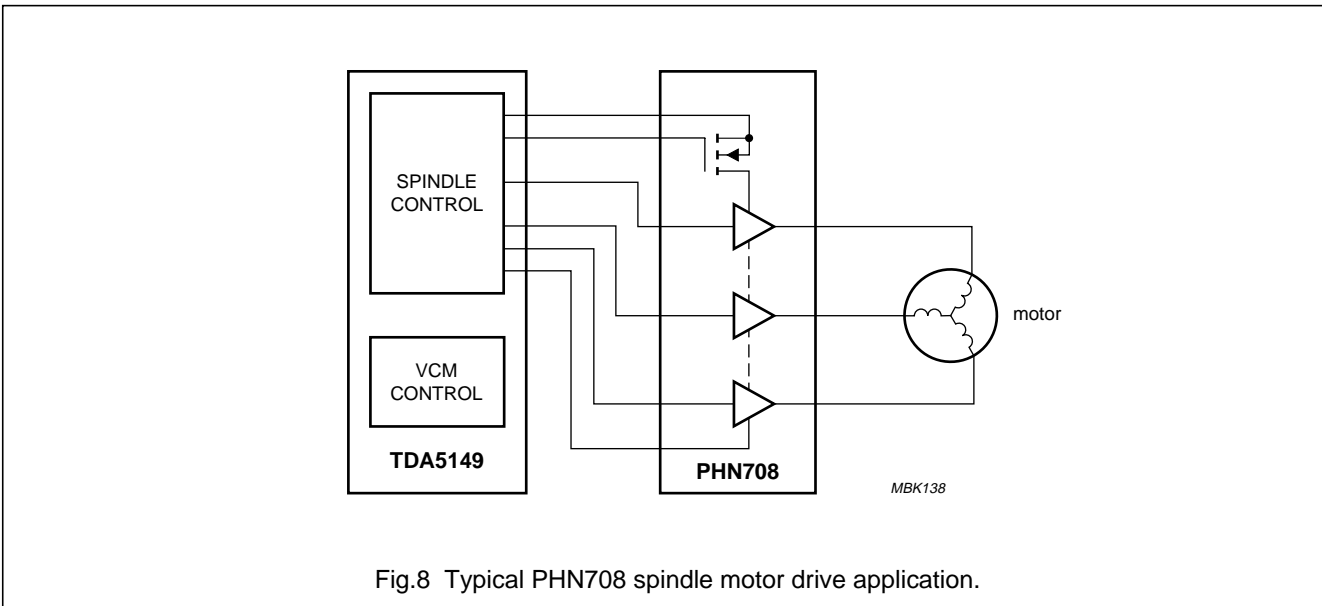 SPINDLE
CONTROL
VCM
CONTROL
TDA5149
PHN708
motor
MBK138
Fig.8 Typical PHN708 spindle motor drive application.